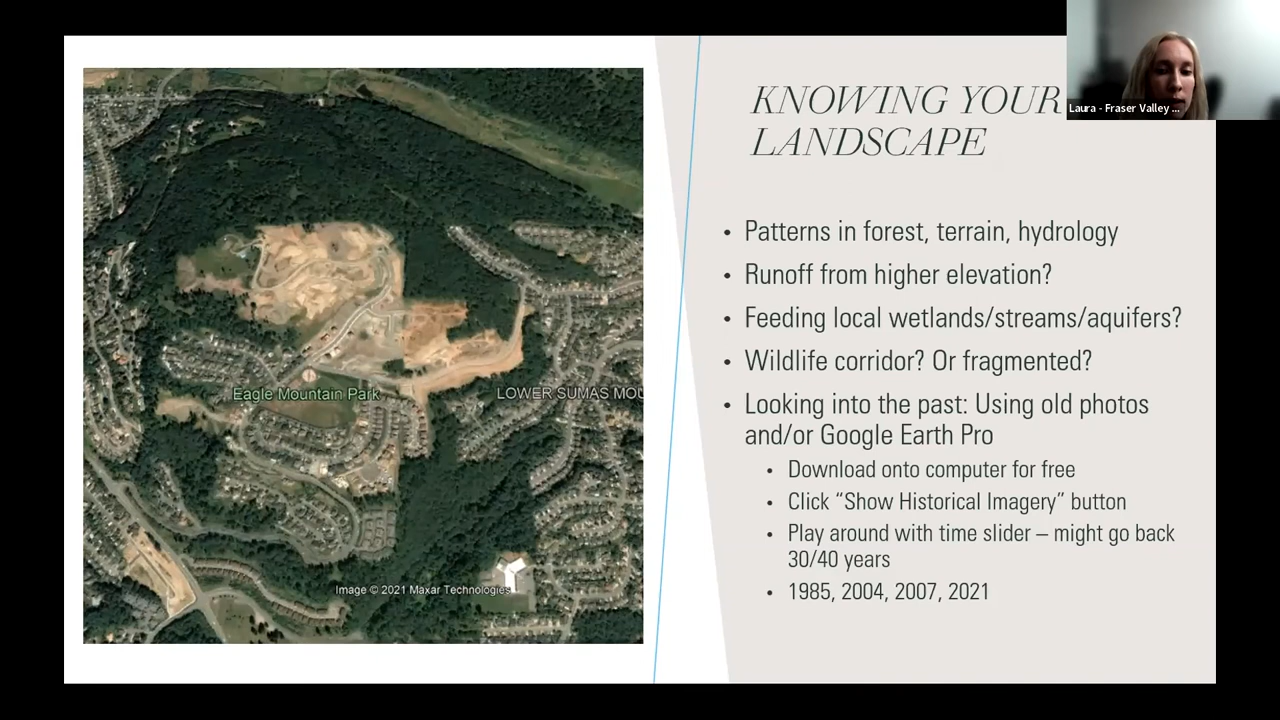 Laura - Fraser Valley ...
KNOWING YOUR
LANDSCAPE
• Patterns in forest, terrain, hydrology
• Runoff from higher elevation?
• Feeding local wetlands/streams/aquifers?
• Wildlife corridor? Or fragmented?
• Looking into the past: Using old photos
and/or Google Earth Pro
• Download onto computer for free
• Click “Show Historical Imagery” button
• Play around with time slider – might go back
30/40 years
• 1985, 2004, 2007, 2021
Eagle Mountain Park
LOWER SUMAS MOU
Image © 2021 Maxar Technologies